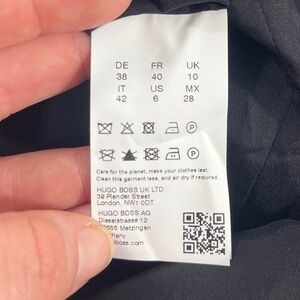 DE FR UK
38 40 10
IT US MX
42 6 28
Care for the planet, make your clothes last.
Clean this garment less, and air dry if required.
HUGO BOSS UK LTD
39 Plender Street
London, NW1 0DT
HUGO BOSS AG
Dieselstrasse 12
Metzingen